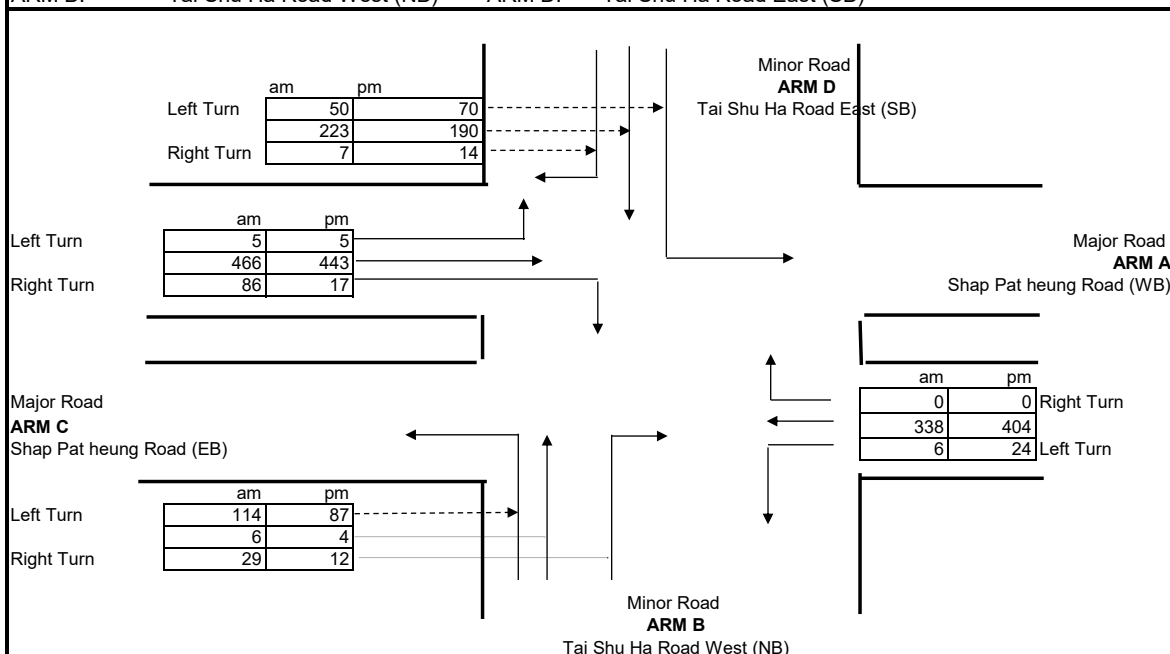 ARM B: Tai Shu Ha Road West (NB) ARM D: Tai Shu Ha Road East (SB)
Minor Road
ARM D
Tai Shu Ha Road East (SB)
am pm
Left Turn 50 70
223 190
Right Turn 7 14
am pm
Left Turn 5 5
466 443
Right Turn 86 17
Major Road
ARM A
Shap Pat heung Road (WB)
Major Road
ARM C
Shap Pat heung Road (EB)
am pm
0 0 Right Turn
338 404
6 24 Left Turn
am pm
Left Turn 114 87
6 4
Right Turn 29 12
Minor Road
ARM B
Tai Shu Ha Road West (NB)